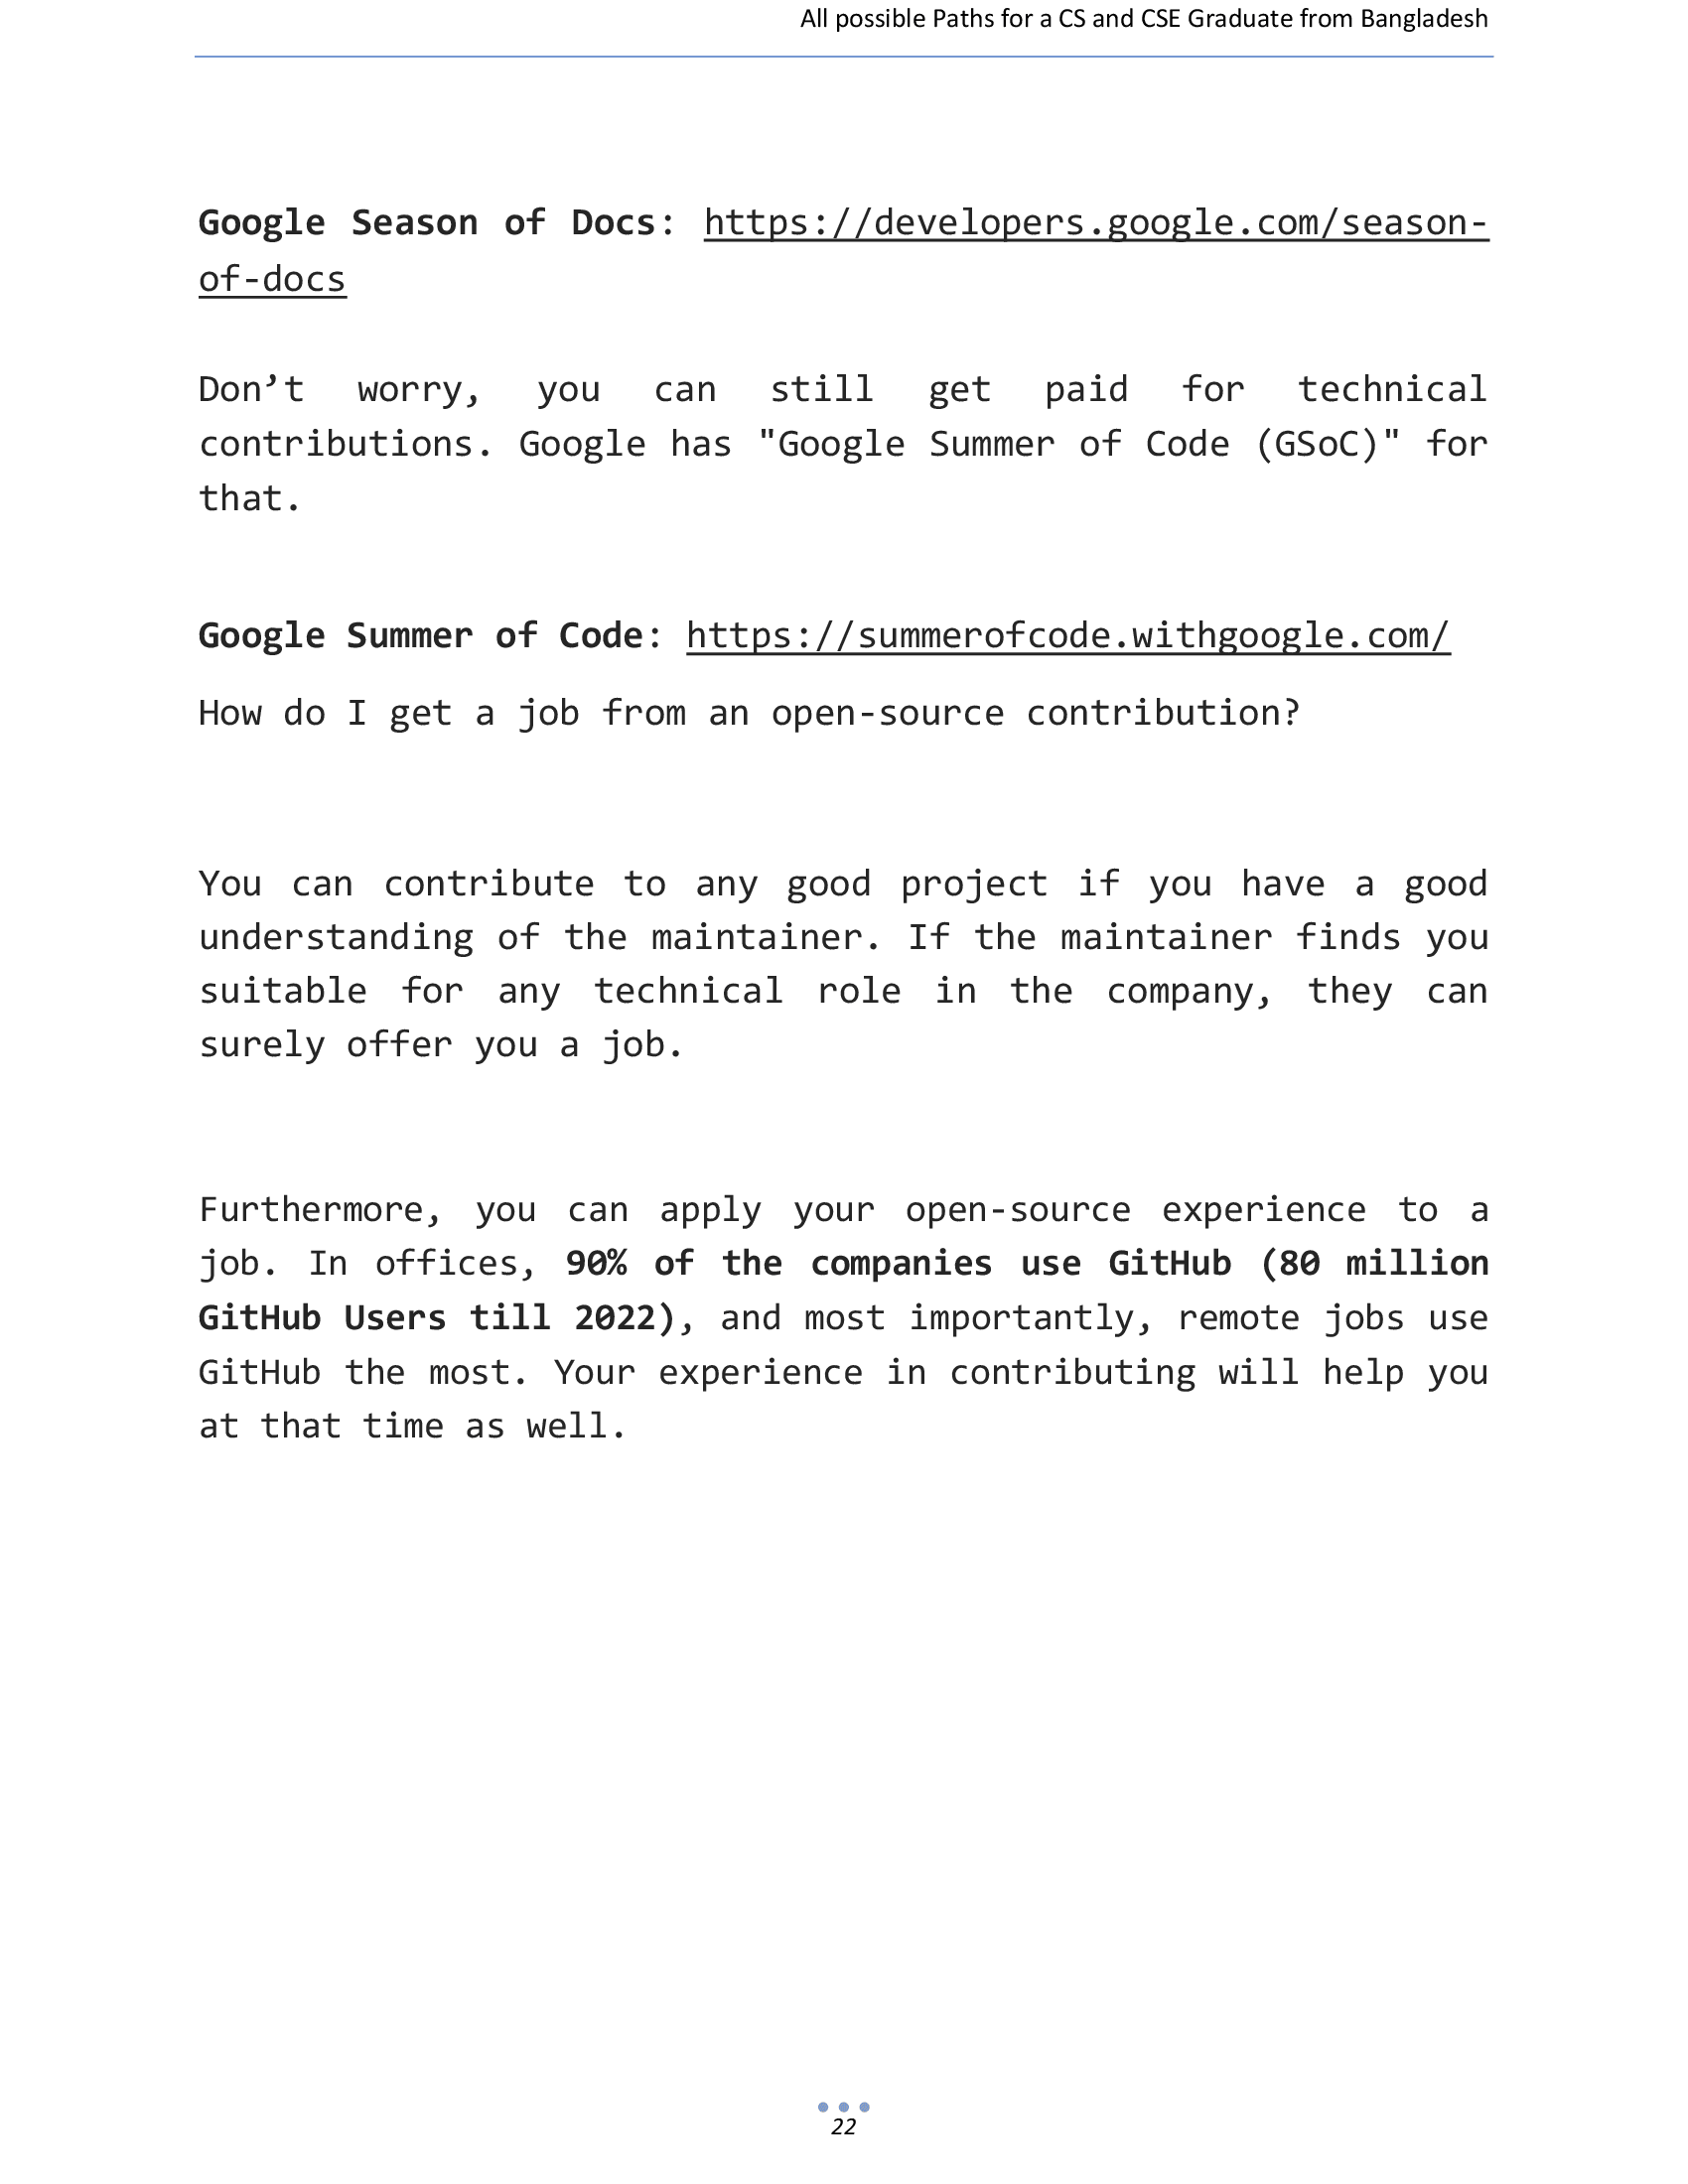 All possible Paths for a CS and CSE Graduate from Bangladesh
Google Season of Docs: https://developers.google.com/season-
of-docs
Don’t worry, you can still get paid for technical
contributions. Google has "Google Summer of Code (GSoC)" for
that.
Google Summer of Code: https://summerofcode.withgoogle.com/
How do I get a job from an open-source contribution?
You can contribute to any good project if you have a good
understanding of the maintainer. If the maintainer finds you
suitable for any technical role in the company, they can
surely offer you a job.
Furthermore, you can apply your open-source experience to a
job. In offices, 90% of the companies use GitHub (80 million
GitHub Users till 2022), and most importantly, remote jobs use
GitHub the most. Your experience in contributing will help you
at that time as well.
22